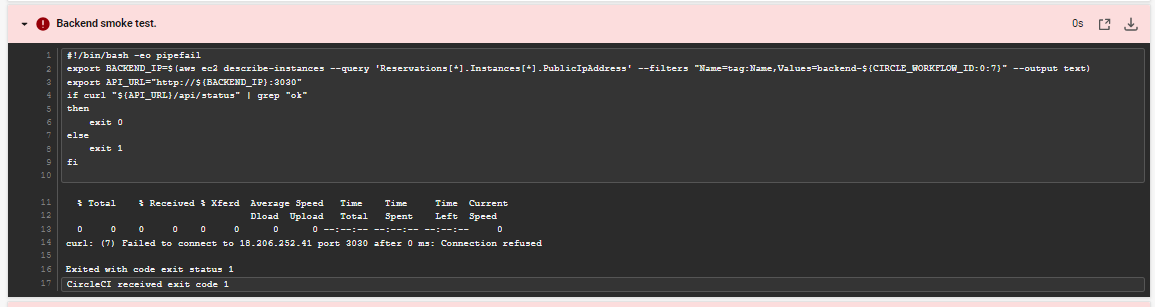 Backend smoke test.
0s
1 #!/bin/bash -eo pipefail
2 export BACKEND_IP=$(aws ec2 describe-instances --query 'Reservations[*].Instances[*].PublicIpAddress' --filters "Name=tag:Name,Values=backend-${CIRCLE_WORKFLOW_ID:0:7}" --output text)
3 export API_URL="http://${BACKEND_IP}:3030"
4 if curl "${API_URL}/api/status" | grep "ok"
5 then
6     exit 0
7 else
8     exit 1
9 fi
10
11   % Total    % Received % Xferd  Average Speed   Time    Time     Time  Current
12                                  Dload  Upload   Total   Spent    Left  Speed
13   0     0    0     0    0     0      0      0 --:--:-- --:--:-- --:--:--     0
14 curl: (7) Failed to connect to 18.206.252.41 port 3030 after 0 ms: Connection refused
15
16 Exited with code exit status 1
17 CircleCI received exit code 1